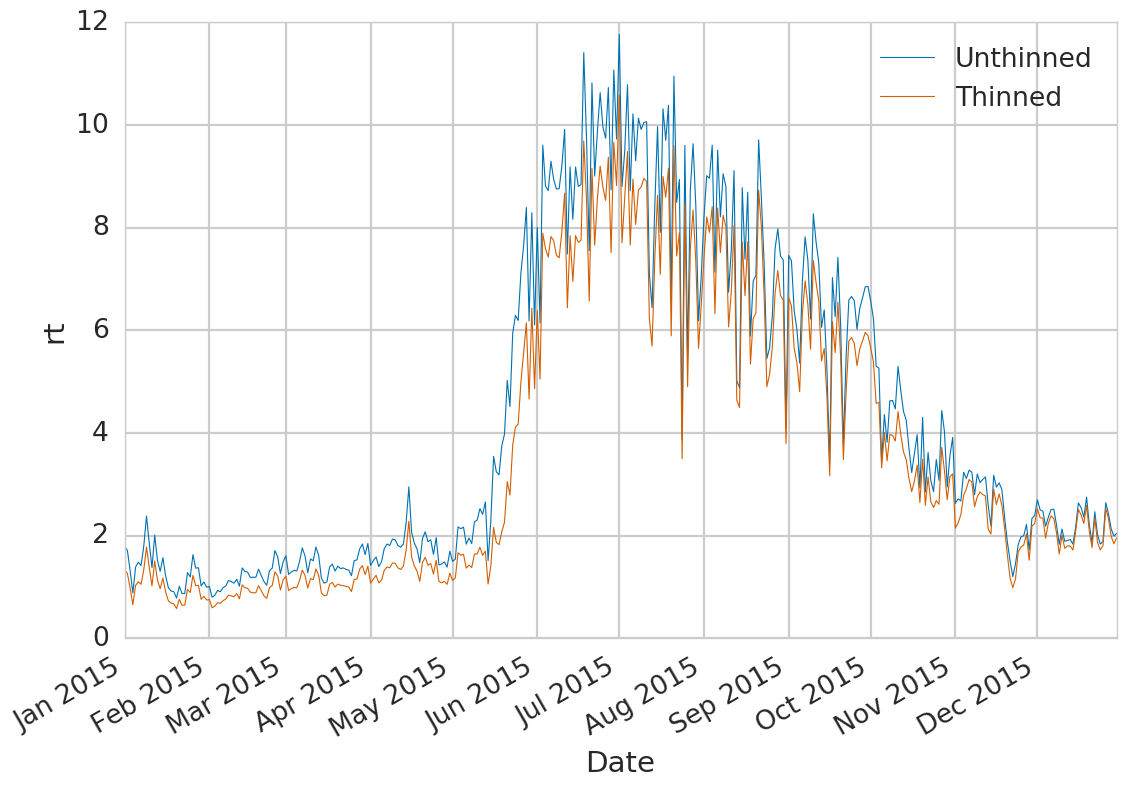 12
10
8
6
4
2
0
rt
Unthinned
Thinned
Jan 2015
Feb 2015
Mar 2015
Apr 2015
May 2015
Jun 2015
Jul 2015
Aug 2015
Sep 2015
Oct 2015
Nov 2015
Dec 2015
Date